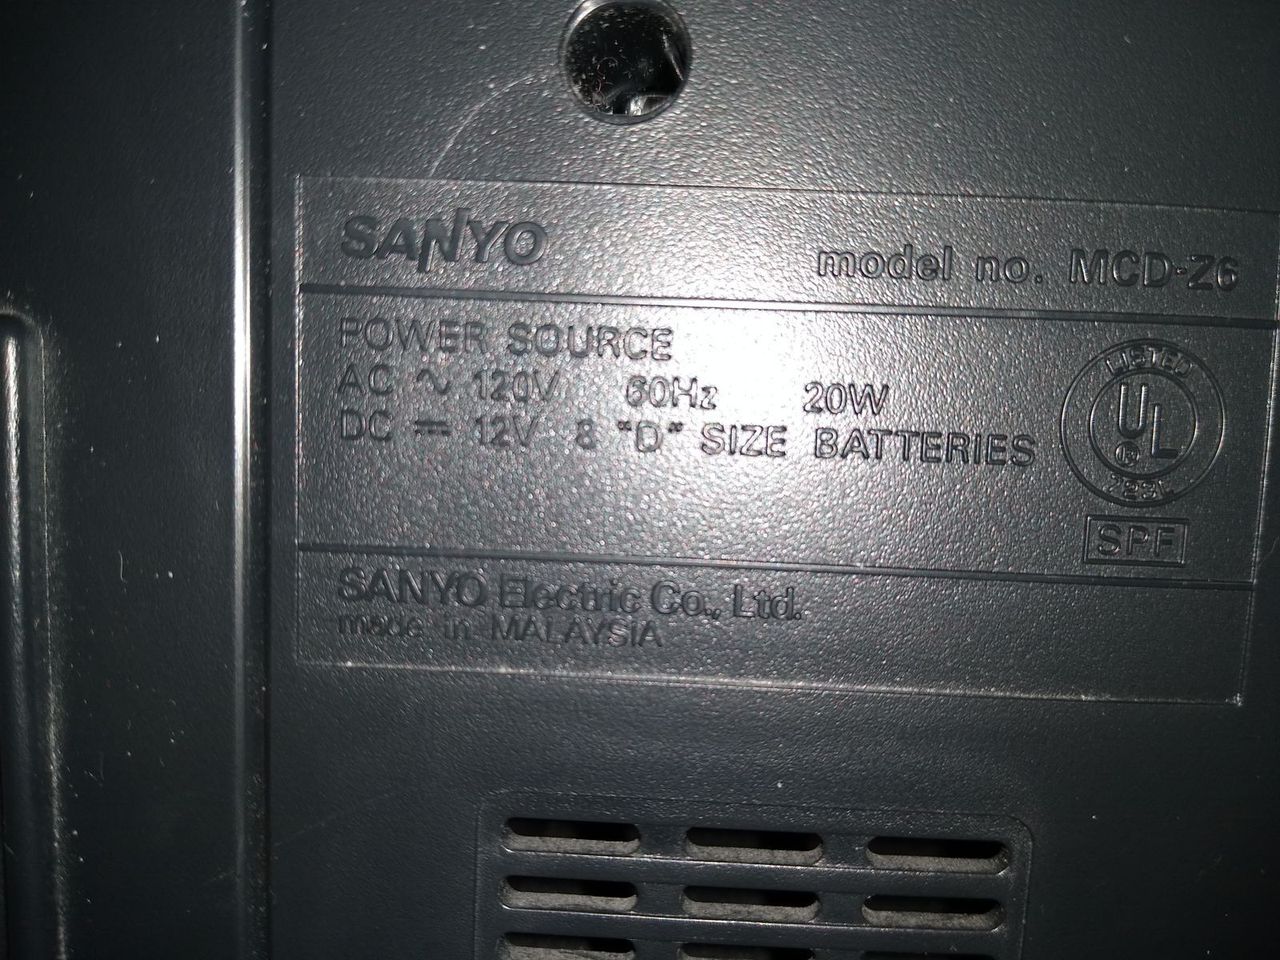 SANYO
model no. MCD-Z6
POWER SOURCE
AC ∿ 120V 60Hz 20W
DC ⎓ 12V 8 "D" SIZE BATTERIES
LISTED
UL
®
SPF
SANYO Electric Co., Ltd.
made in MALAYSIA